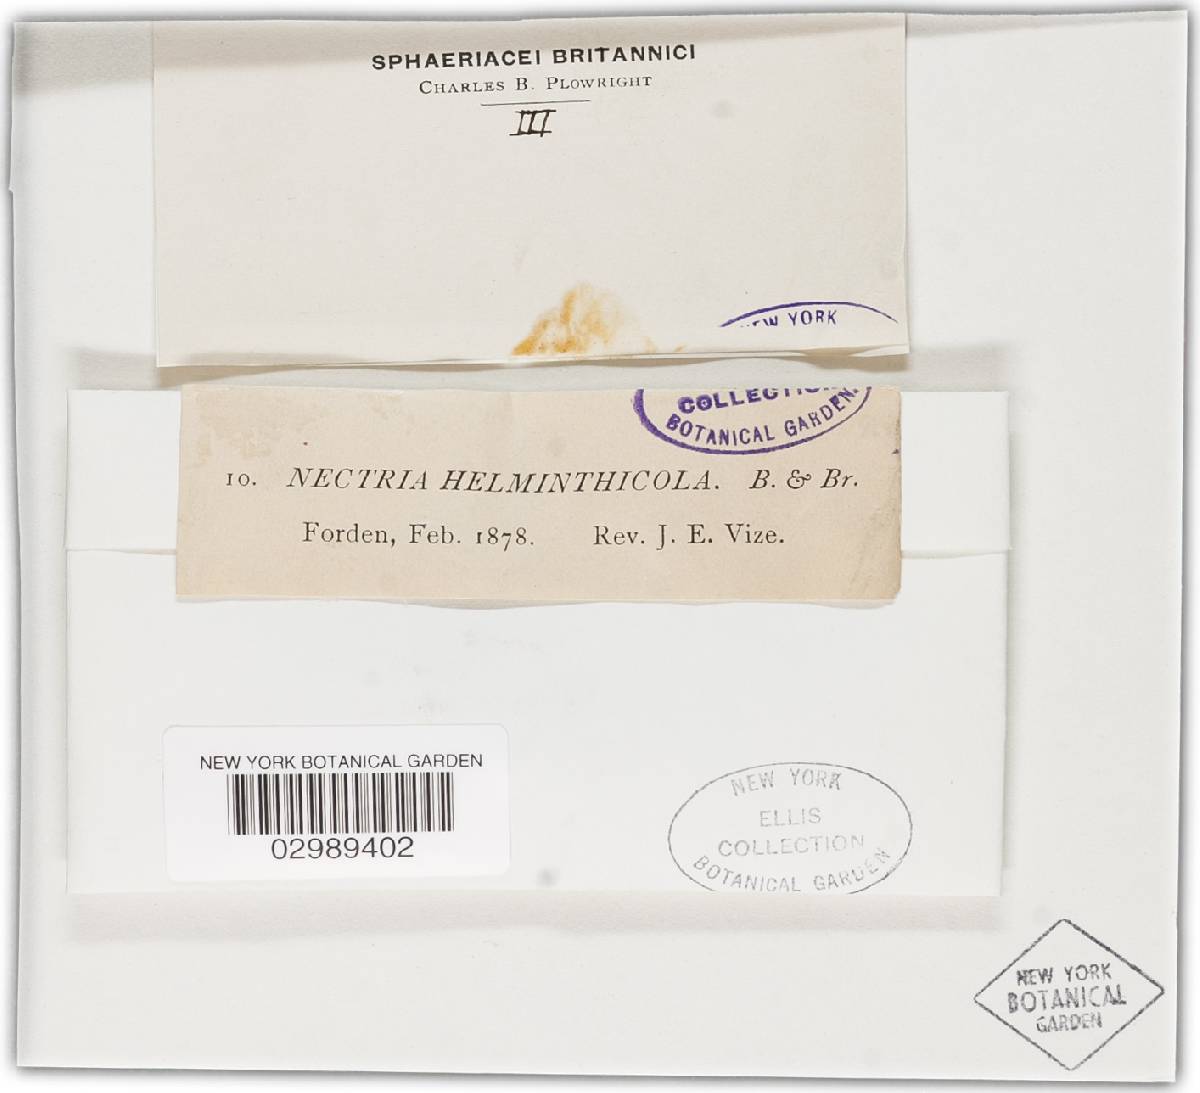 SPHAERIACEI BRITANNICI
CHARLES B. PLOWRIGHT
III
NEW YORK
COLLECTION
BOTANICAL GARDEN.
10. NECTRIA HELMINTHICOLA. B. & Br.
Forden, Feb. 1878. Rev. J. E. Vize.
NEW YORK BOTANICAL GARDEN
02989402
NEW YORK
ELLIS
COLLECTION
BOTANICAL GARDEN
NEW YORK
BOTANICAL
GARDEN